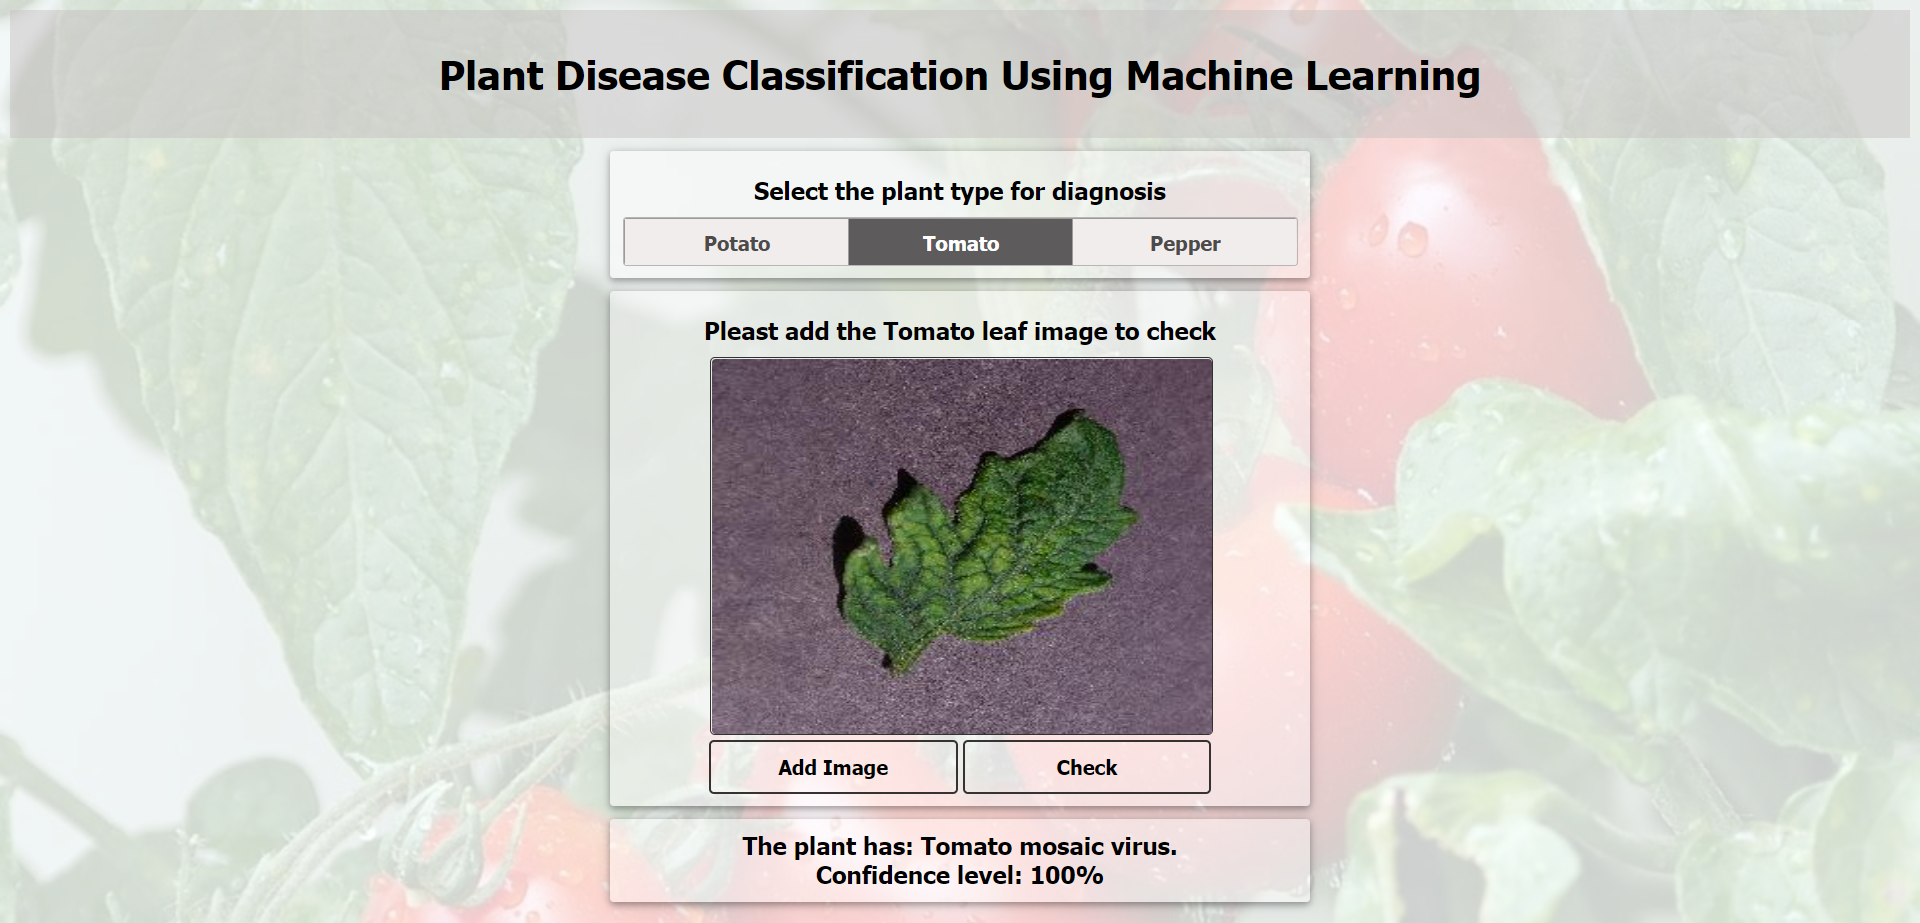 Plant Disease Classification Using Machine Learning
Select the plant type for diagnosis
Potato Tomato Pepper
Pleast add the Tomato leaf image to check
Add Image Check
The plant has: Tomato mosaic virus.
Confidence level: 100%